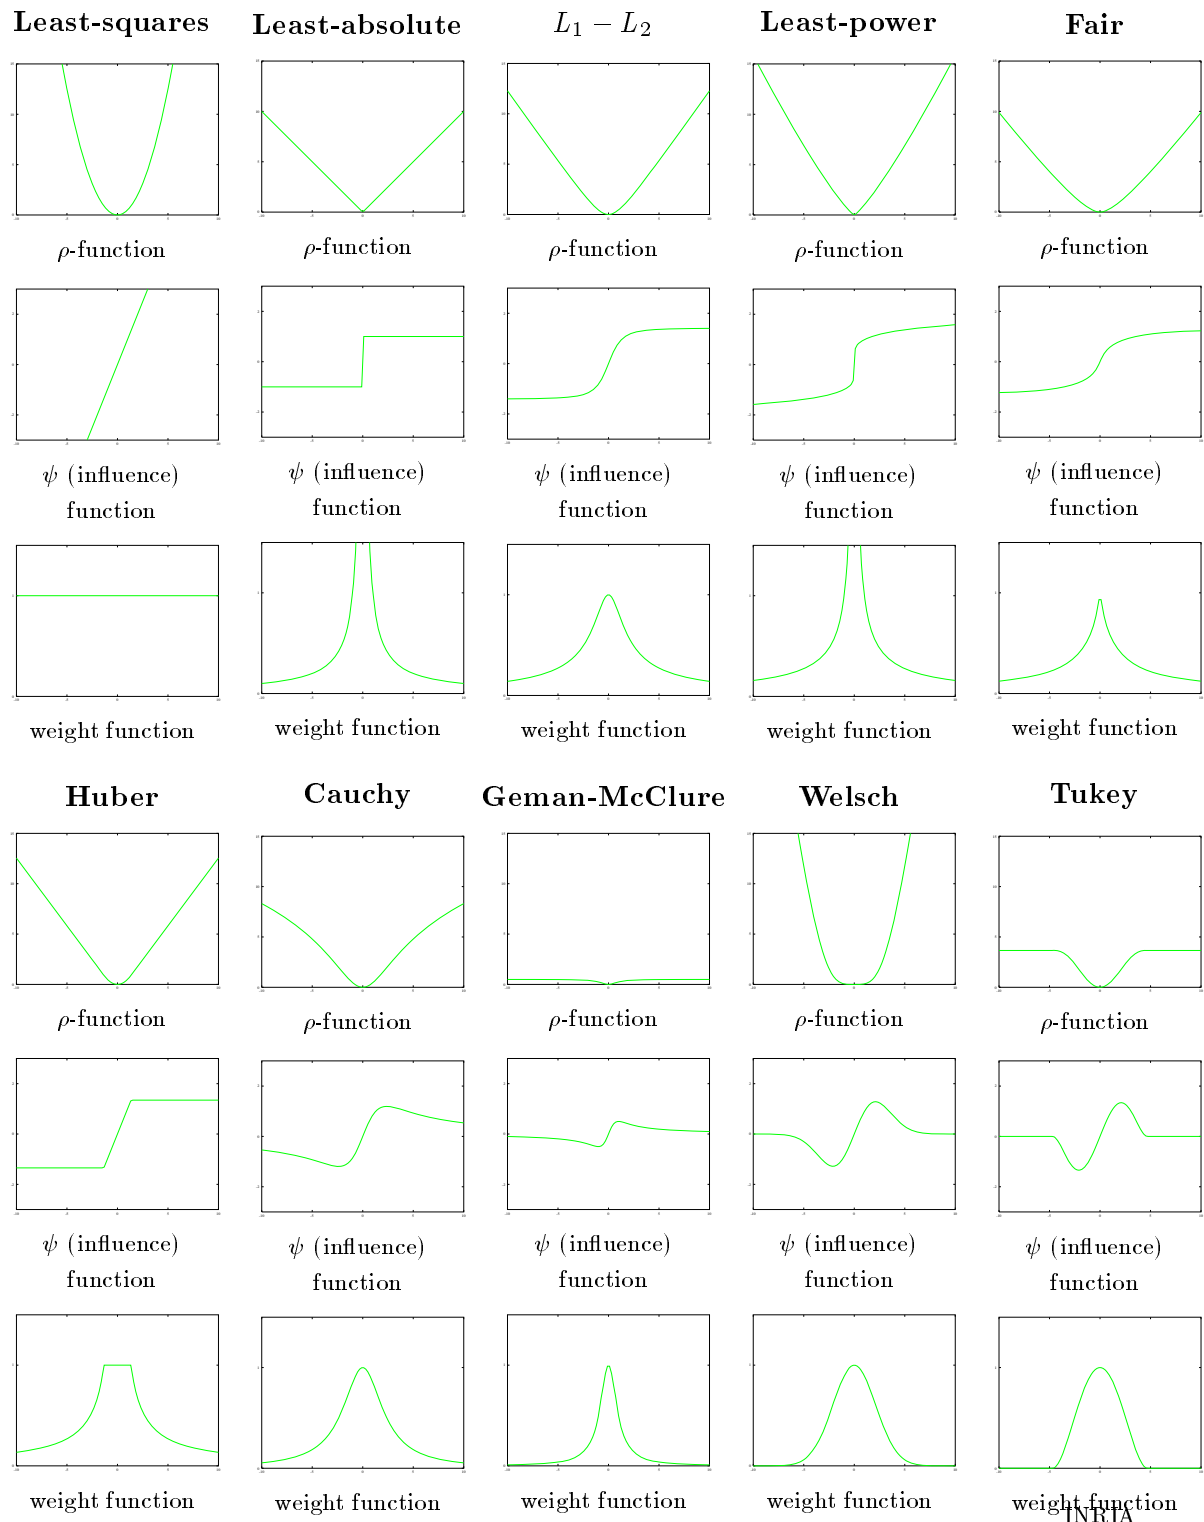 Least-squares Least-absolute L₁ − L₂ Least-power Fair
ρ-function ρ-function ρ-function ρ-function ρ-function
ψ (influence) ψ (influence) ψ (influence) ψ (influence) ψ (influence)
function function function function function
weight function weight function weight function weight function weight function
Huber Cauchy Geman-McClure Welsch Tukey
ρ-function ρ-function ρ-function ρ-function ρ-function
ψ (influence) ψ (influence) ψ (influence) ψ (influence) ψ (influence)
function function function function function
weight function weight function weight function weight function weight function
INRIA